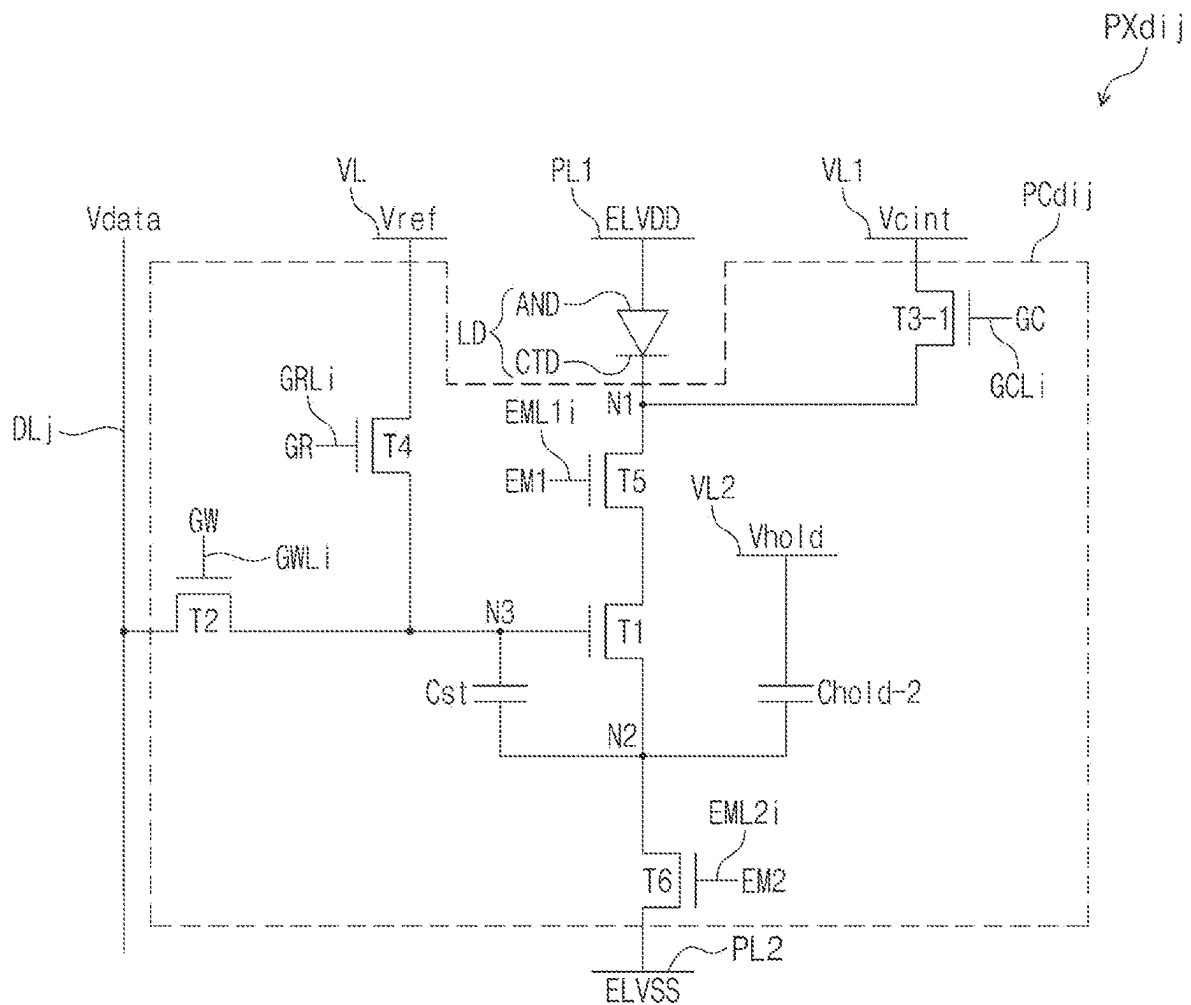 PXdij
VL
PL1
VL1
PCdij
Vdata
Vref
ELVDD
Vcint
LD
AND
CTD
T3-1
GC
GCLi
GRLi
EML1i
N1
DLj
GR
T4
EM1
T5
VL2
Vhold
GW
GWLi
T2
N3
T1
Cst
Chold-2
N2
EML2i
T6
EM2
PL2
ELVSS